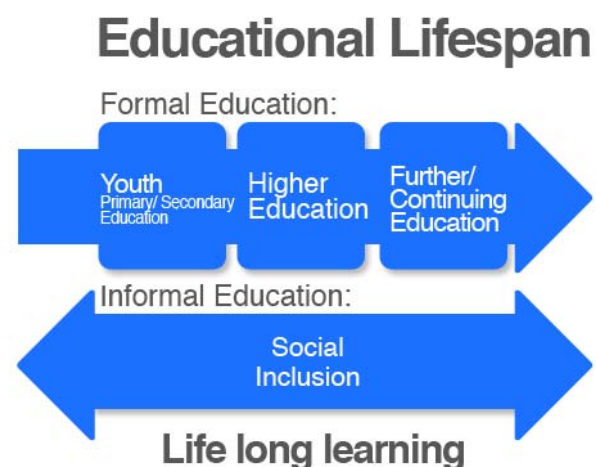 Educational Lifespan
Formal Education:
Youth
Primary/ Secondary
Education
Higher
Education
Further/
Continuing
Education
Informal Education:
Social
Inclusion
Life long learning